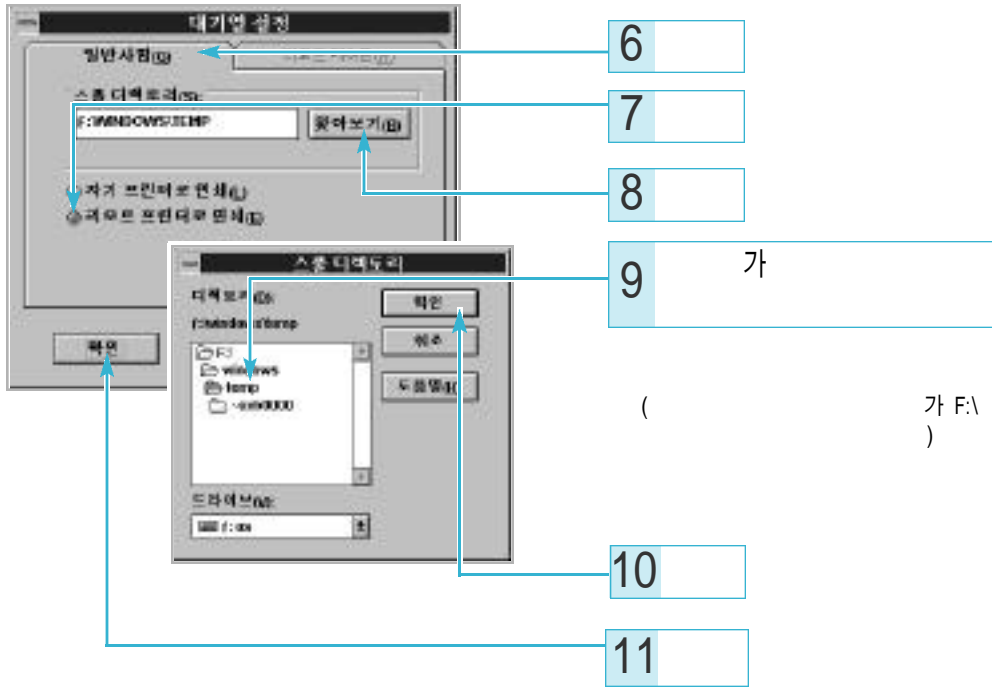 대기열 설정
일반사항(G)
스풀 디렉토리(S):
F:\WINDOWS\TEMP
찾아보기(B)
자기 프린터로 인쇄(L)
리모트 프린터로 인쇄(E)
확인
스풀 디렉토리
디렉토리(D):
f:\windows\temp
F:\
windows
temp
확인
취소
도움말(H)
드라이브(V):
f: os
6
7
8
9 가
( 가 F:\
)
10
11